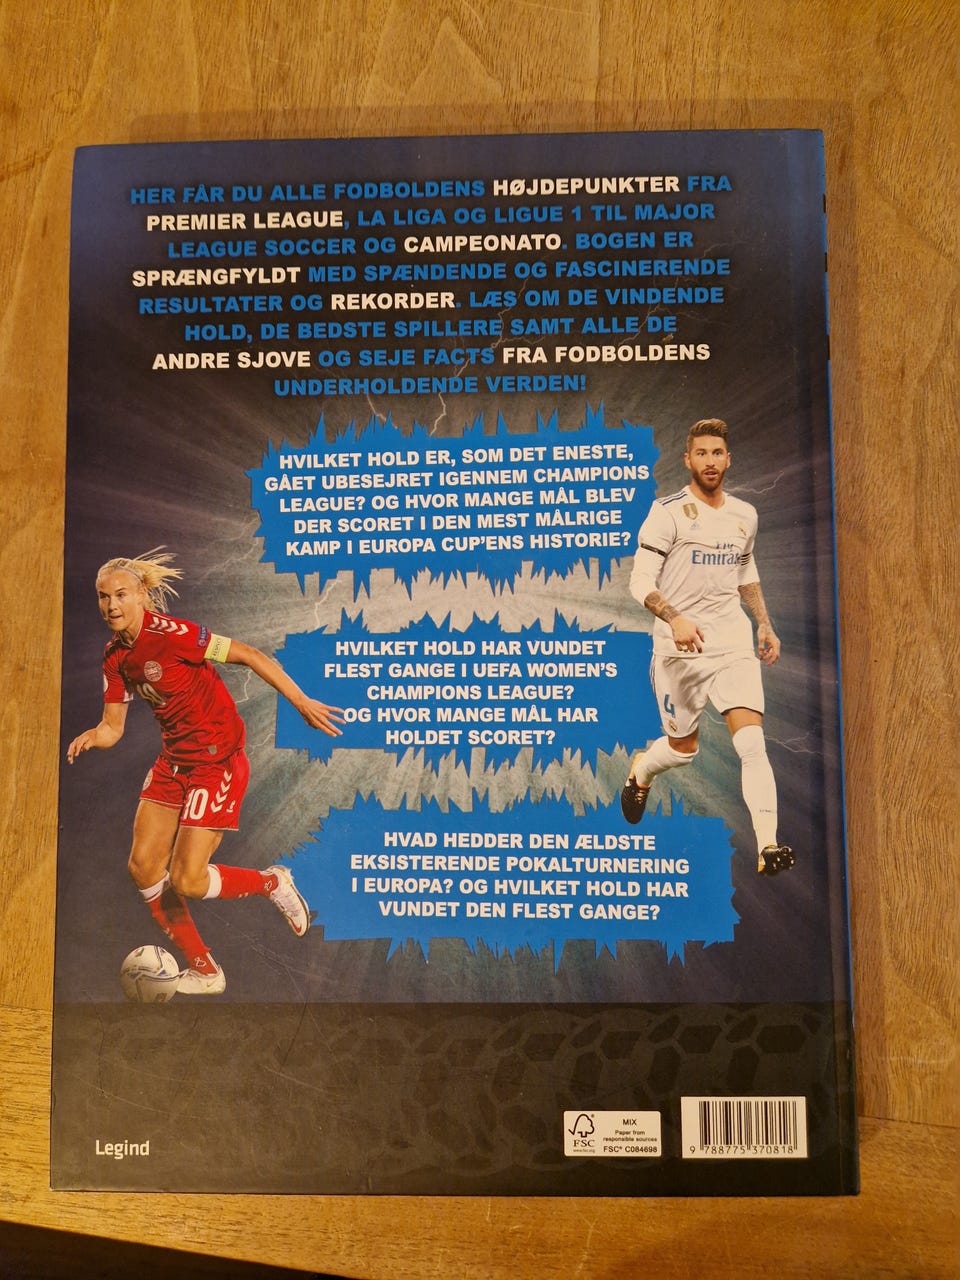 HER FÅR DU ALLE FODBOLDENS HØJDEPUNKTER FRA
PREMIER LEAGUE, LA LIGA OG LIGUE 1 TIL MAJOR
LEAGUE SOCCER OG CAMPEONATO. BOGEN ER
SPRÆNGFYLDT MED SPÆNDENDE OG FASCINERENDE
RESULTATER OG REKORDER. LÆS OM DE VINDENDE
HOLD, DE BEDSTE SPILLERE SAMT ALLE DE
ANDRE SJOVE OG SEJE FACTS FRA FODBOLDENS
UNDERHOLDENDE VERDEN!
HVILKET HOLD ER, SOM DET ENESTE,
GÅET UBESEJRET IGENNEM CHAMPIONS
LEAGUE? OG HVOR MANGE MÅL BLEV
DER SCORET I DEN MEST MÅLRIGE
KAMP I EUROPA CUP'ENS HISTORIE?
Fly
Emirates
4
HVILKET HOLD HAR VUNDET
FLEST GANGE I UEFA WOMEN'S
CHAMPIONS LEAGUE?
OG HVOR MANGE MÅL HAR
HOLDET SCORET?
RESPECT
10
10
HVAD HEDDER DEN ÆLDSTE
EKSISTERENDE POKALTURNERING
I EUROPA? OG HVILKET HOLD HAR
VUNDET DEN FLEST GANGE?
Legind
FSC
www.fsc.org
MIX
Paper from
responsible sources
FSC® C084698
9 788775 370818